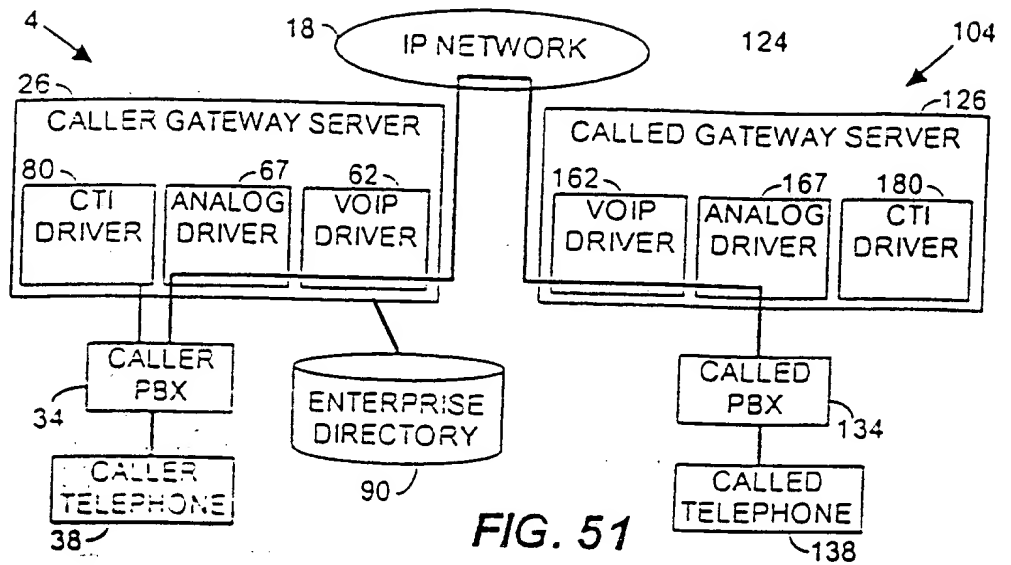 4
18
IP NETWORK
124
104
26
CALLER GATEWAY SERVER
126
CALLED GATEWAY SERVER
80
CTI
DRIVER
67
ANALOG
DRIVER
62
VOIP
DRIVER
162
VOIP
DRIVER
167
ANALOG
DRIVER
180
CTI
DRIVER
CALLER
PBX
34
ENTERPRISE
DIRECTORY
90
CALLED
PBX
134
CALLER
TELEPHONE
38
CALLED
TELEPHONE
138
FIG. 51